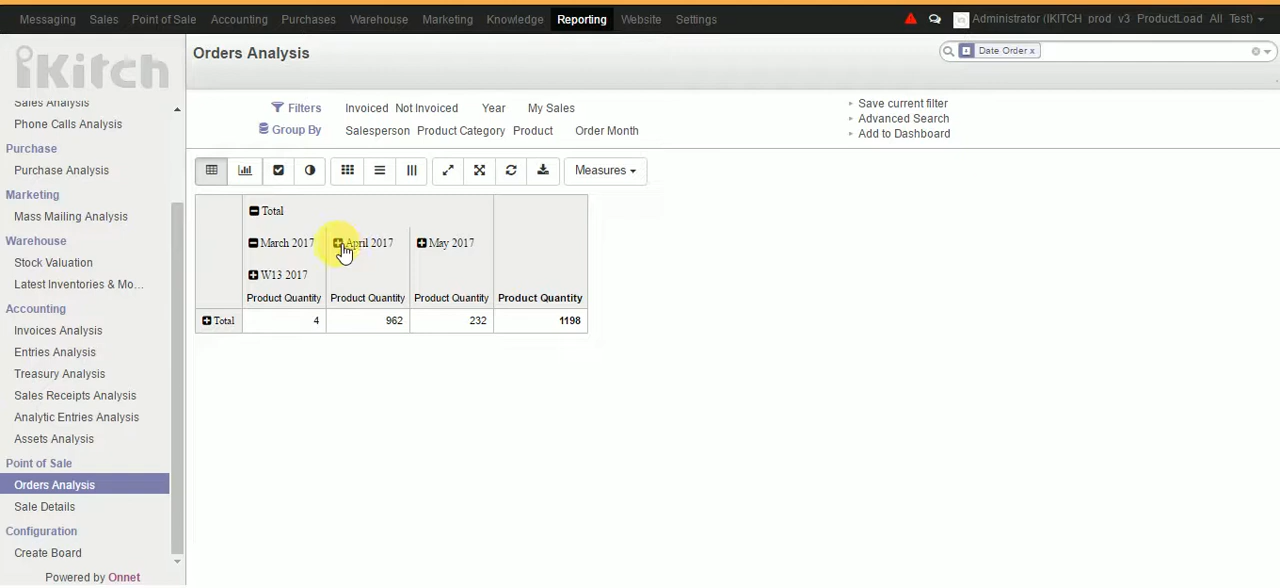 Messaging Sales Point of Sale Accounting Purchases Warehouse Marketing Knowledge Reporting Website Settings Administrator (IKITCH_prod_v3_ProductLoad_All_Test)
iKitch
Orders Analysis
Date Order x
Sales Analysis
Phone Calls Analysis
Purchase
Purchase Analysis
Marketing
Mass Mailing Analysis
Warehouse
Stock Valuation
Latest Inventories & Mo...
Accounting
Invoices Analysis
Entries Analysis
Treasury Analysis
Sales Receipts Analysis
Analytic Entries Analysis
Assets Analysis
Point of Sale
Orders Analysis
Sale Details
Configuration
Create Board
Powered by Onnet
Filters Invoiced Not Invoiced Year My Sales
Group By Salesperson Product Category Product Order Month
Save current filter
Advanced Search
Add to Dashboard
Measures
Total
March 2017 April 2017 May 2017
W13 2017
Product Quantity Product Quantity Product Quantity Product Quantity
Total 4 962 232 1198